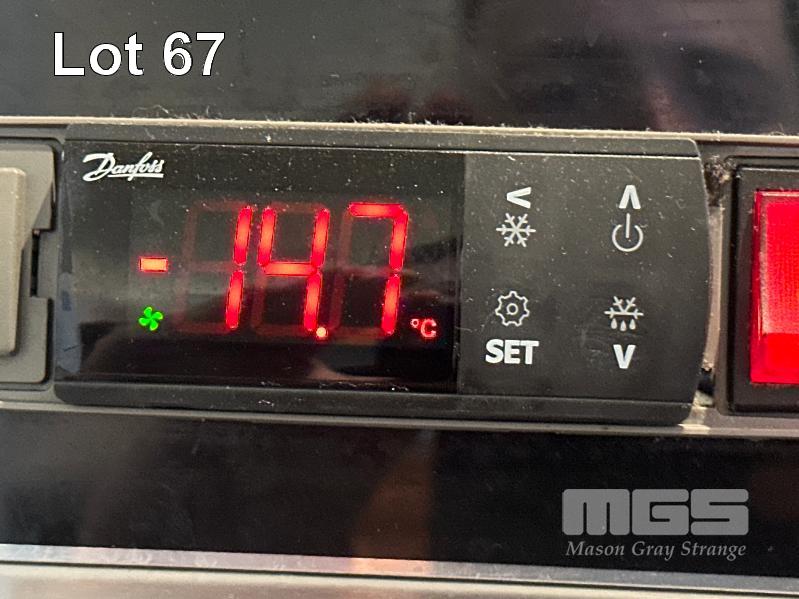 Lot 67
Danfoss
-14.7 °C
<
∧
SET
∨
MGS
Mason Gray Strange